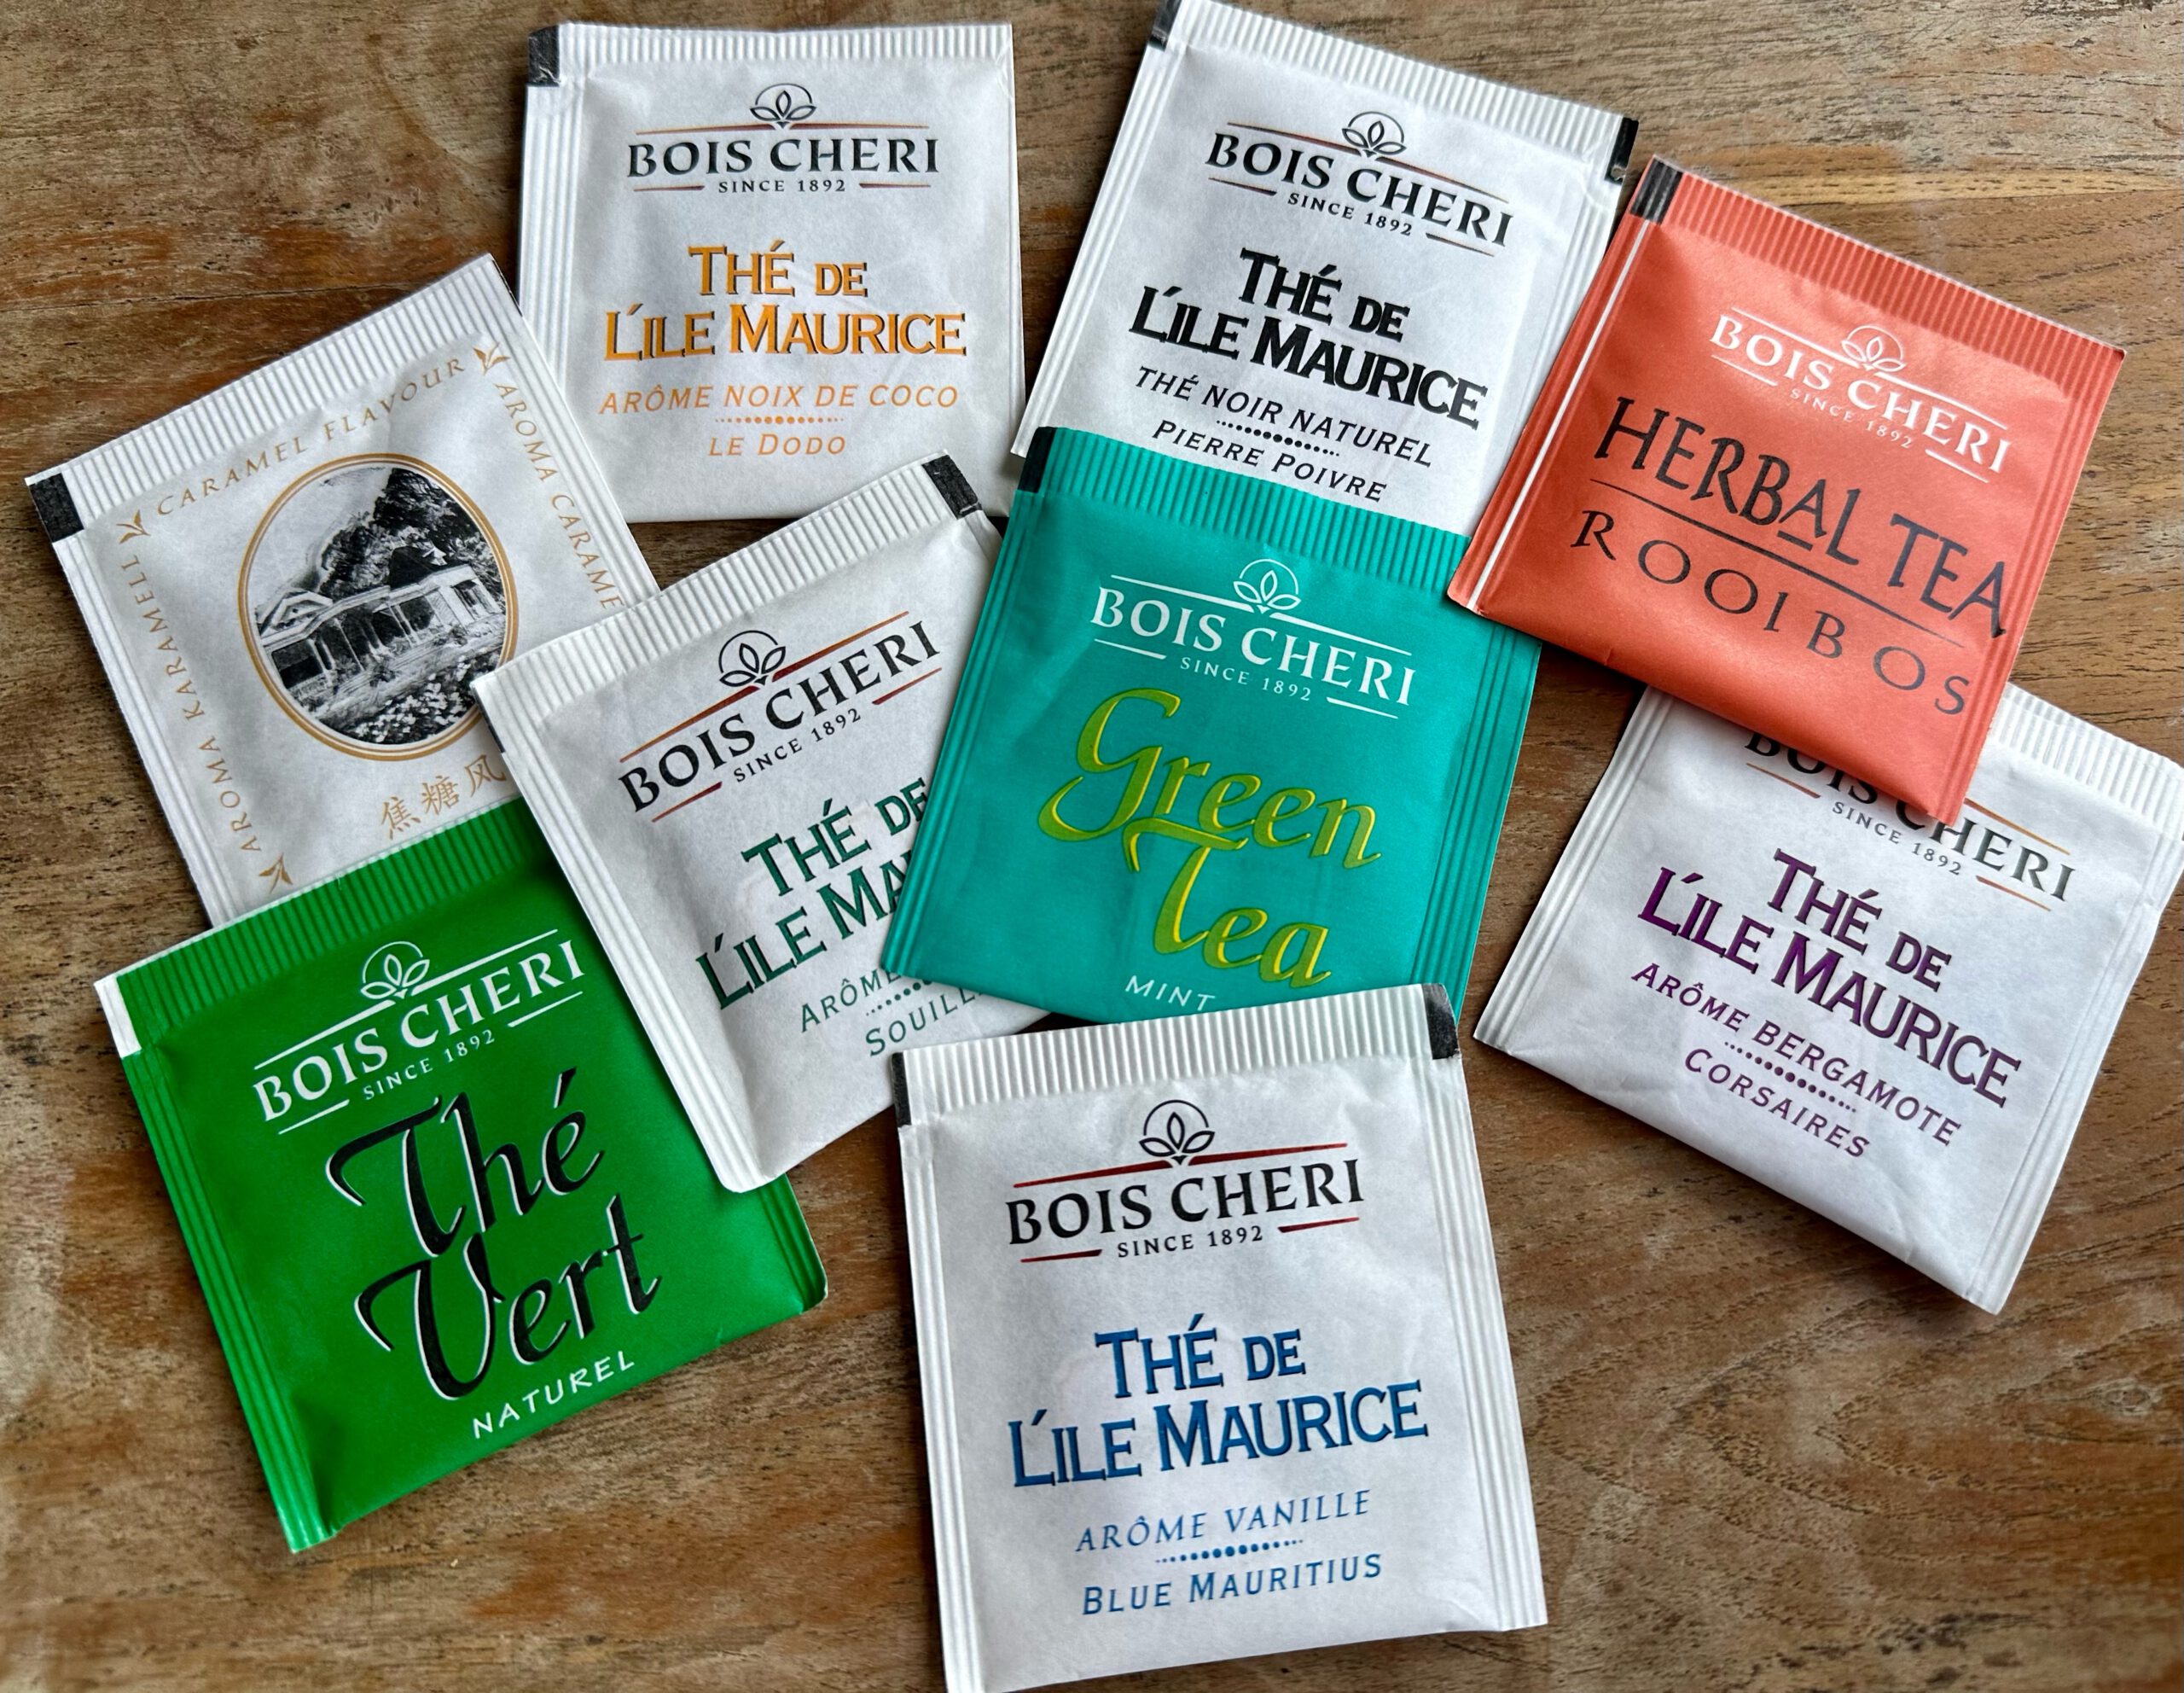 BOIS CHERI
SINCE 1892
THÉ DE
L'ILE MAURICE
ARÔME NOIX DE COCO
LE DODO
BOIS CHERI
SINCE 1892
THÉ DE
L'ILE MAURICE
THÉ NOIR NATUREL
PIERRE POIVRE
BOIS CHERI
SINCE 1892
HERBAL TEA
ROOIBOS
CARAMEL FLAVOUR
AROMA CARAME
AROMA KARAMELL
焦糖风
BOIS CHERI
SINCE 1892
THÉ DE
L'ILE MA
ARÔME
SOUILL
BOIS CHERI
SINCE 1892
Green
Tea
MINT
BOIS CHERI
SINCE 1892
THÉ DE
L'ILE MAURICE
ARÔME BERGAMOTE
CORSAIRES
BOIS CHERI
SINCE 1892
Thé
Vert
NATUREL
BOIS CHERI
SINCE 1892
THÉ DE
L'ILE MAURICE
ARÔME VANILLE
BLUE MAURITIUS